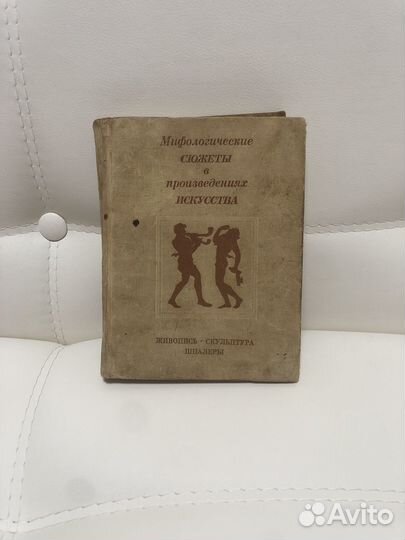 Мифологические
СЮЖЕТЫ в
произведениях
ИСКУССТВА
ЖИВОПИСЬ • СКУЛЬПТУРА
ШПАЛЕРЫ
Avito